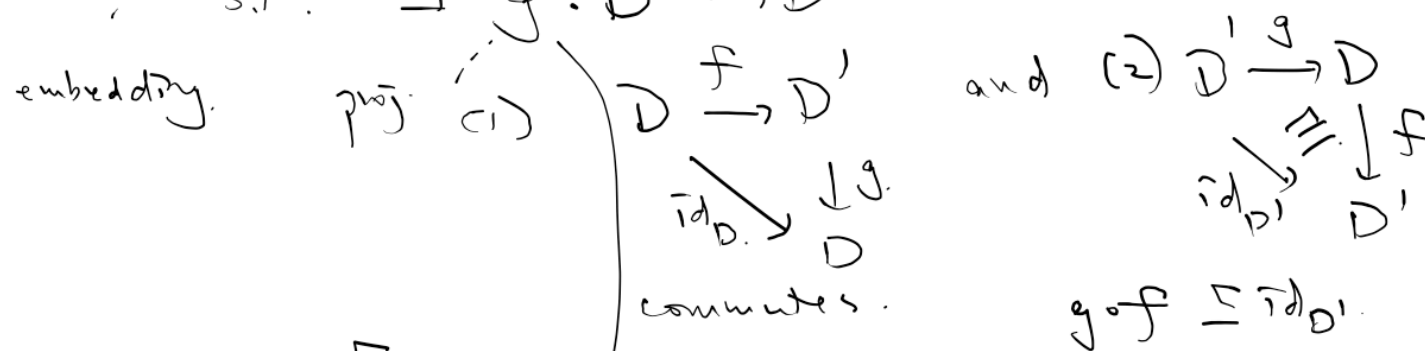 s.t. ∃ g : D' → D
embedding. proj. (1) D f→ D' and (2) D' g→ D
id_D. ↘ ↓ g. id_D' ↘ ⇗ ↓ f
D D'
commutes. g∘f ⊑ id_D'.